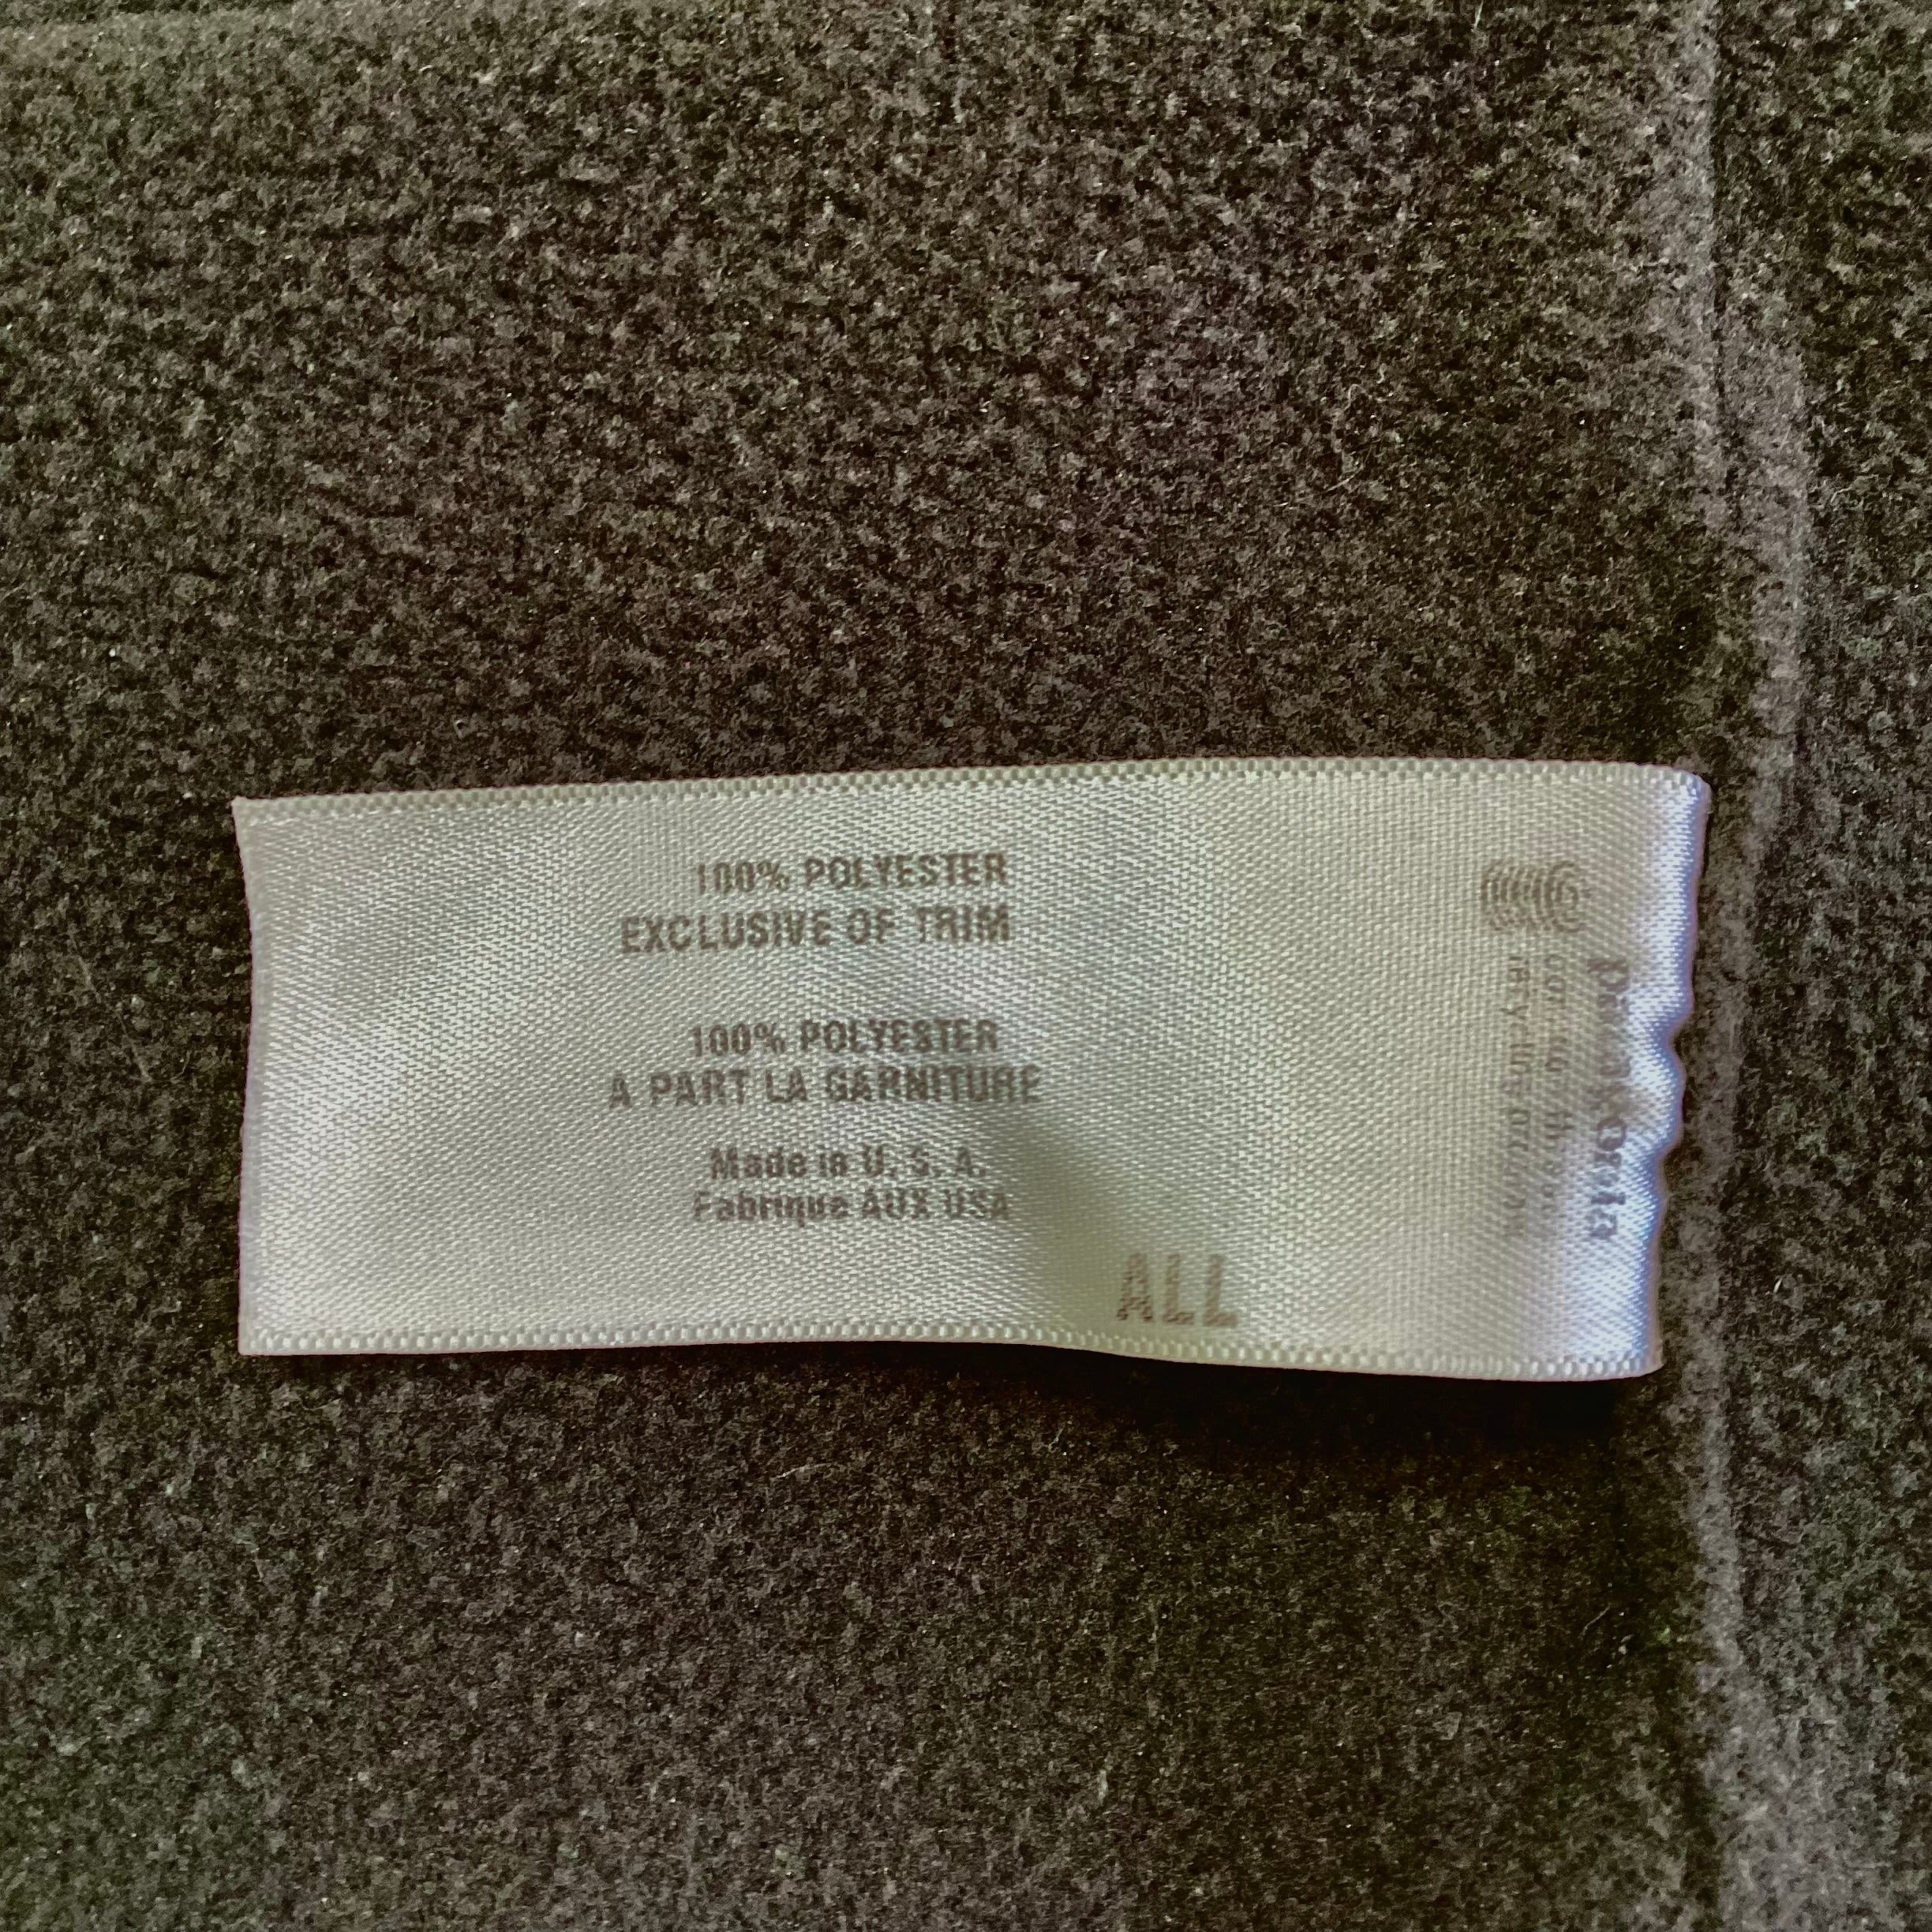 100% POLYESTER
EXCLUSIVE OF TRIM
100% POLYESTER
A PART LA GARNITURE
Made in U. S. A.
Fabrique AUX USA
ALL